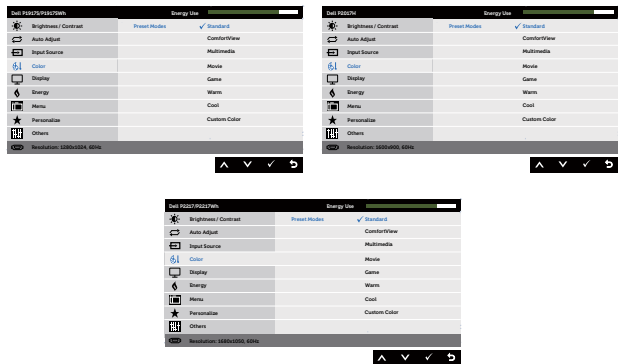 Dell P1917S/P1917SWh Energy Use
Brightness / Contrast Preset Modes ✓ Standard
Auto Adjust ComfortView
Input Source Multimedia
Color Movie
Display Game
Energy Warm
Menu Cool
Personalize Custom Color
Others
Resolution: 1280x1024, 60Hz
Dell P2017H Energy Use
Brightness / Contrast Preset Modes ✓ Standard
Auto Adjust ComfortView
Input Source Multimedia
Color Movie
Display Game
Energy Warm
Menu Cool
Personalize Custom Color
Others
Resolution: 1600x900, 60Hz
Dell P2217/P2217Wh Energy Use
Brightness / Contrast Preset Modes ✓ Standard
Auto Adjust ComfortView
Input Source Multimedia
Color Movie
Display Game
Energy Warm
Menu Cool
Personalize Custom Color
Others
Resolution: 1680x1050, 60Hz